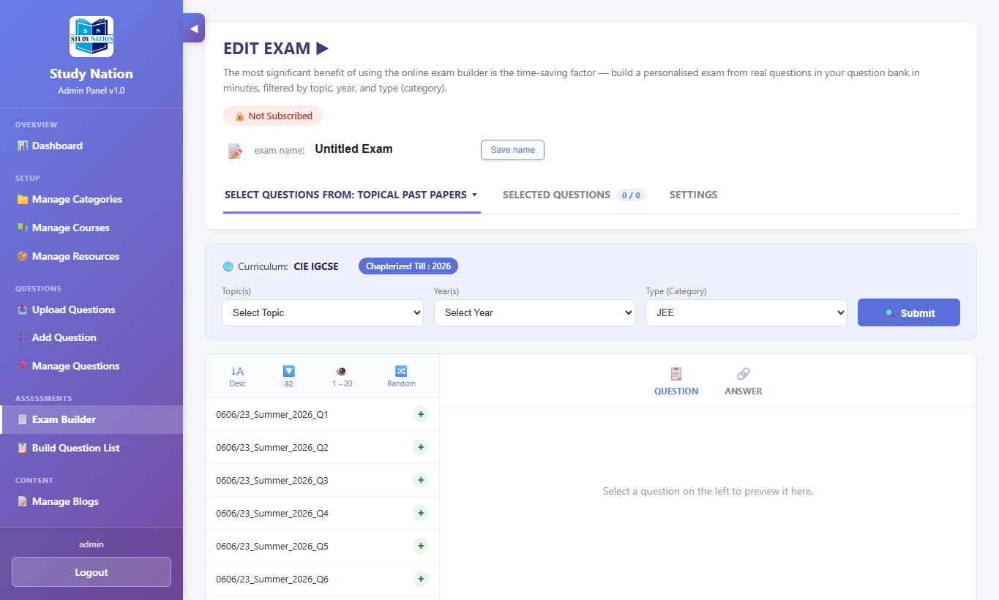 S N
STUDY NATION
Study Nation
Admin Panel v1.0
OVERVIEW
Dashboard
SETUP
Manage Categories
Manage Courses
Manage Resources
QUESTIONS
Upload Questions
Add Question
Manage Questions
ASSESSMENTS
Exam Builder
Build Question List
CONTENT
Manage Blogs
admin
Logout
EDIT EXAM
The most significant benefit of using the online exam builder is the time-saving factor — build a personalised exam from real questions in your question bank in
minutes, filtered by topic, year, and type (category).
Not Subscribed
exam name: Untitled Exam Save name
SELECT QUESTIONS FROM: TOPICAL PAST PAPERS SELECTED QUESTIONS 0 / 0 SETTINGS
Curriculum: CIE IGCSE Chapterized Till : 2026
Topic(s) Year(s) Type (Category)
Select Topic Select Year JEE Submit
↓A
Desc 82 1 - 20 Random
QUESTION ANSWER
0606/23_Summer_2026_Q1 +
0606/23_Summer_2026_Q2 +
0606/23_Summer_2026_Q3 +
Select a question on the left to preview it here.
0606/23_Summer_2026_Q4 +
0606/23_Summer_2026_Q5 +
0606/23_Summer_2026_Q6 +